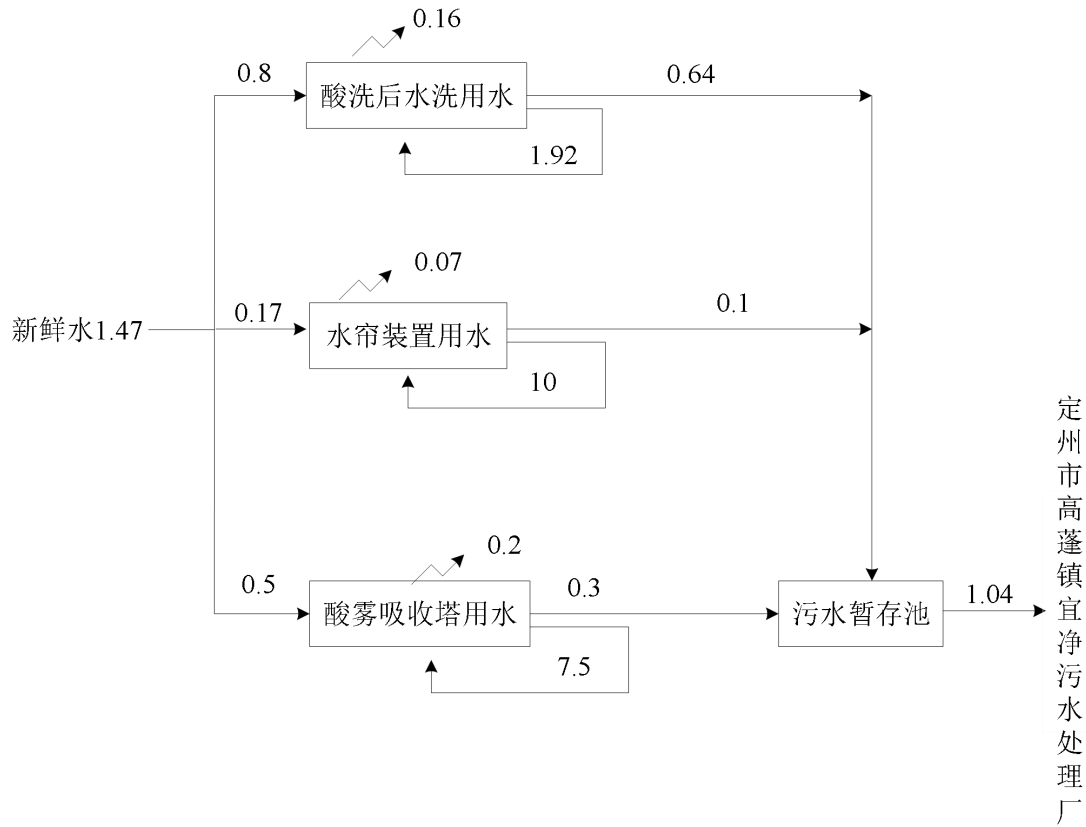 0.16
0.8
酸洗后水洗用水
0.64
1.92
0.07
新鲜水1.47
0.17
水帘装置用水
0.1
10
0.2
0.5
酸雾吸收塔用水
0.3
7.5
污水暂存池
1.04
定州市高蓬镇宜净污水处理厂